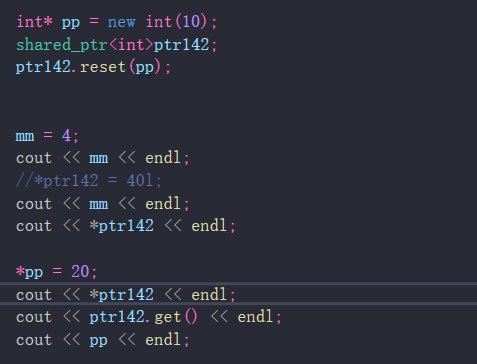 int* pp = new int(10);
shared_ptr<int>ptr142;
ptr142.reset(pp);
mm = 4;
cout << mm << endl;
//*ptr142 = 40l;
cout << mm << endl;
cout << *ptr142 << endl;
*pp = 20;
cout << *ptr142 << endl;
cout << ptr142.get() << endl;
cout << pp << endl;